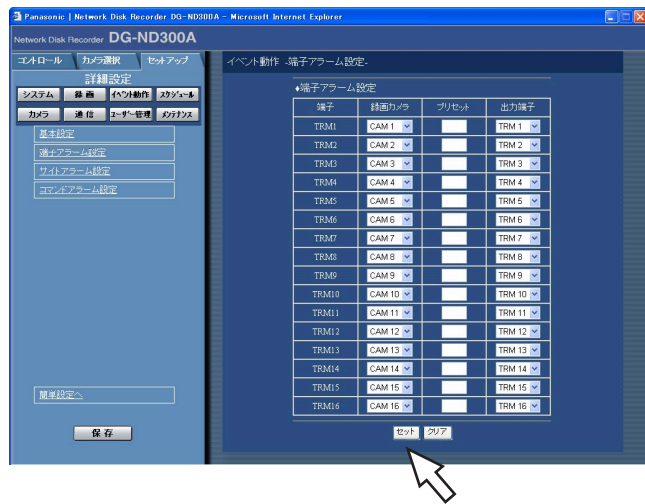 Panasonic | Network Disk Recorder DG-ND300A - Microsoft Internet Explorer
Network Disk Recorder DG-ND300A
コントロール カメラ選択 セットアップ
詳細設定
システム 録画 イベント動作 スケジュール
カメラ 通信 ユーザー管理 メンテナンス
基本設定
端子アラーム設定
サイトアラーム設定
コマンドアラーム設定
簡単設定へ
保存
イベント動作 -端子アラーム設定-
♦端子アラーム設定
端子 録画カメラ プリセット 出力端子
TRM1 CAM 1 TRM 1
TRM2 CAM 2 TRM 2
TRM3 CAM 3 TRM 3
TRM4 CAM 4 TRM 4
TRM5 CAM 5 TRM 5
TRM6 CAM 6 TRM 6
TRM7 CAM 7 TRM 7
TRM8 CAM 8 TRM 8
TRM9 CAM 9 TRM 9
TRM10 CAM 10 TRM 10
TRM11 CAM 11 TRM 11
TRM12 CAM 12 TRM 12
TRM13 CAM 13 TRM 13
TRM14 CAM 14 TRM 14
TRM15 CAM 15 TRM 15
TRM16 CAM 16 TRM 16
セット クリア